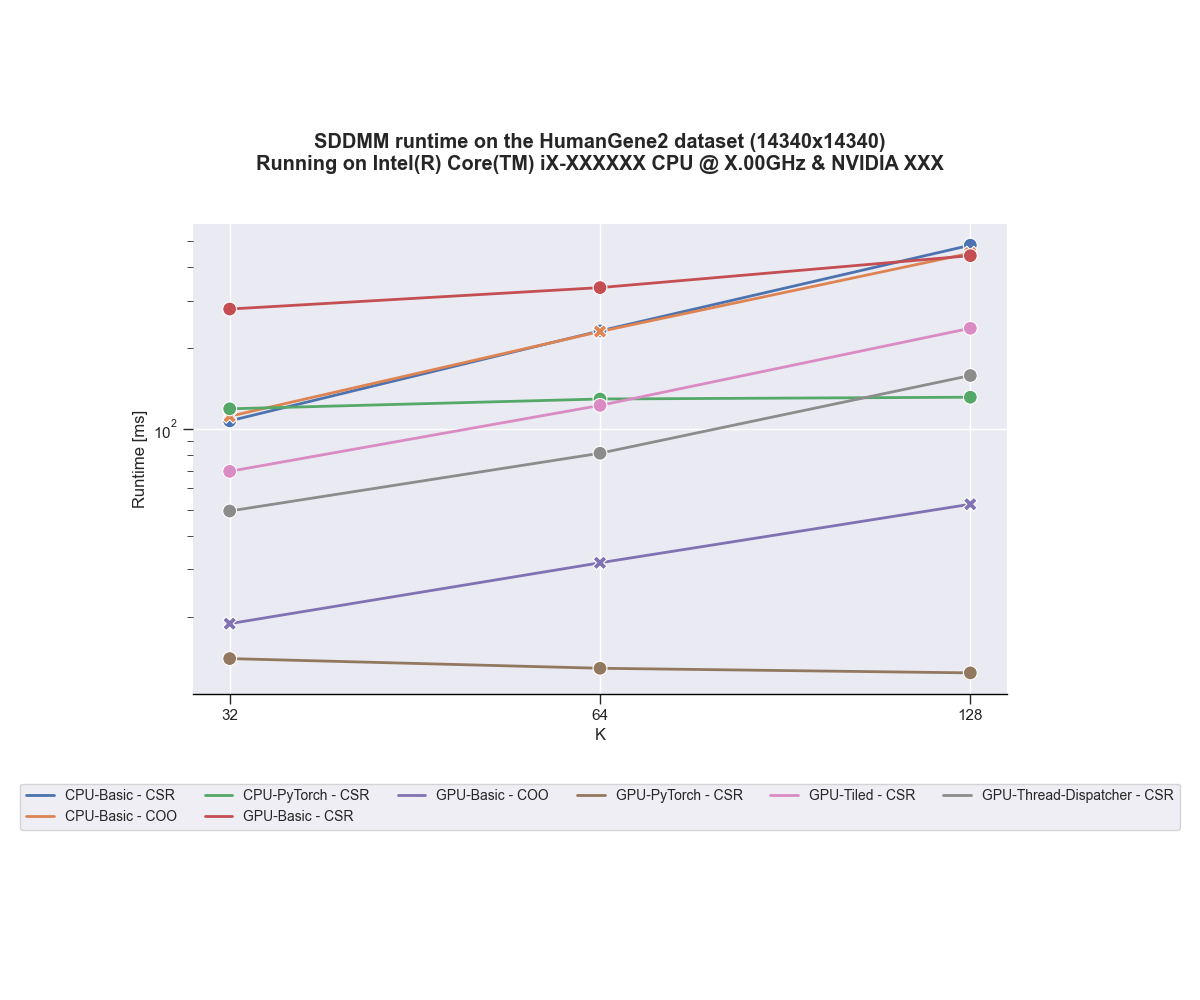 SDDMM runtime on the HumanGene2 dataset (14340x14340)
Running on Intel(R) Core(TM) iX-XXXXXX CPU @ X.00GHz & NVIDIA XXX
Runtime [ms]
10²
32 64 128
K
CPU-Basic - CSR CPU-PyTorch - CSR GPU-Basic - COO GPU-PyTorch - CSR GPU-Tiled - CSR GPU-Thread-Dispatcher - CSR
CPU-Basic - COO GPU-Basic - CSR